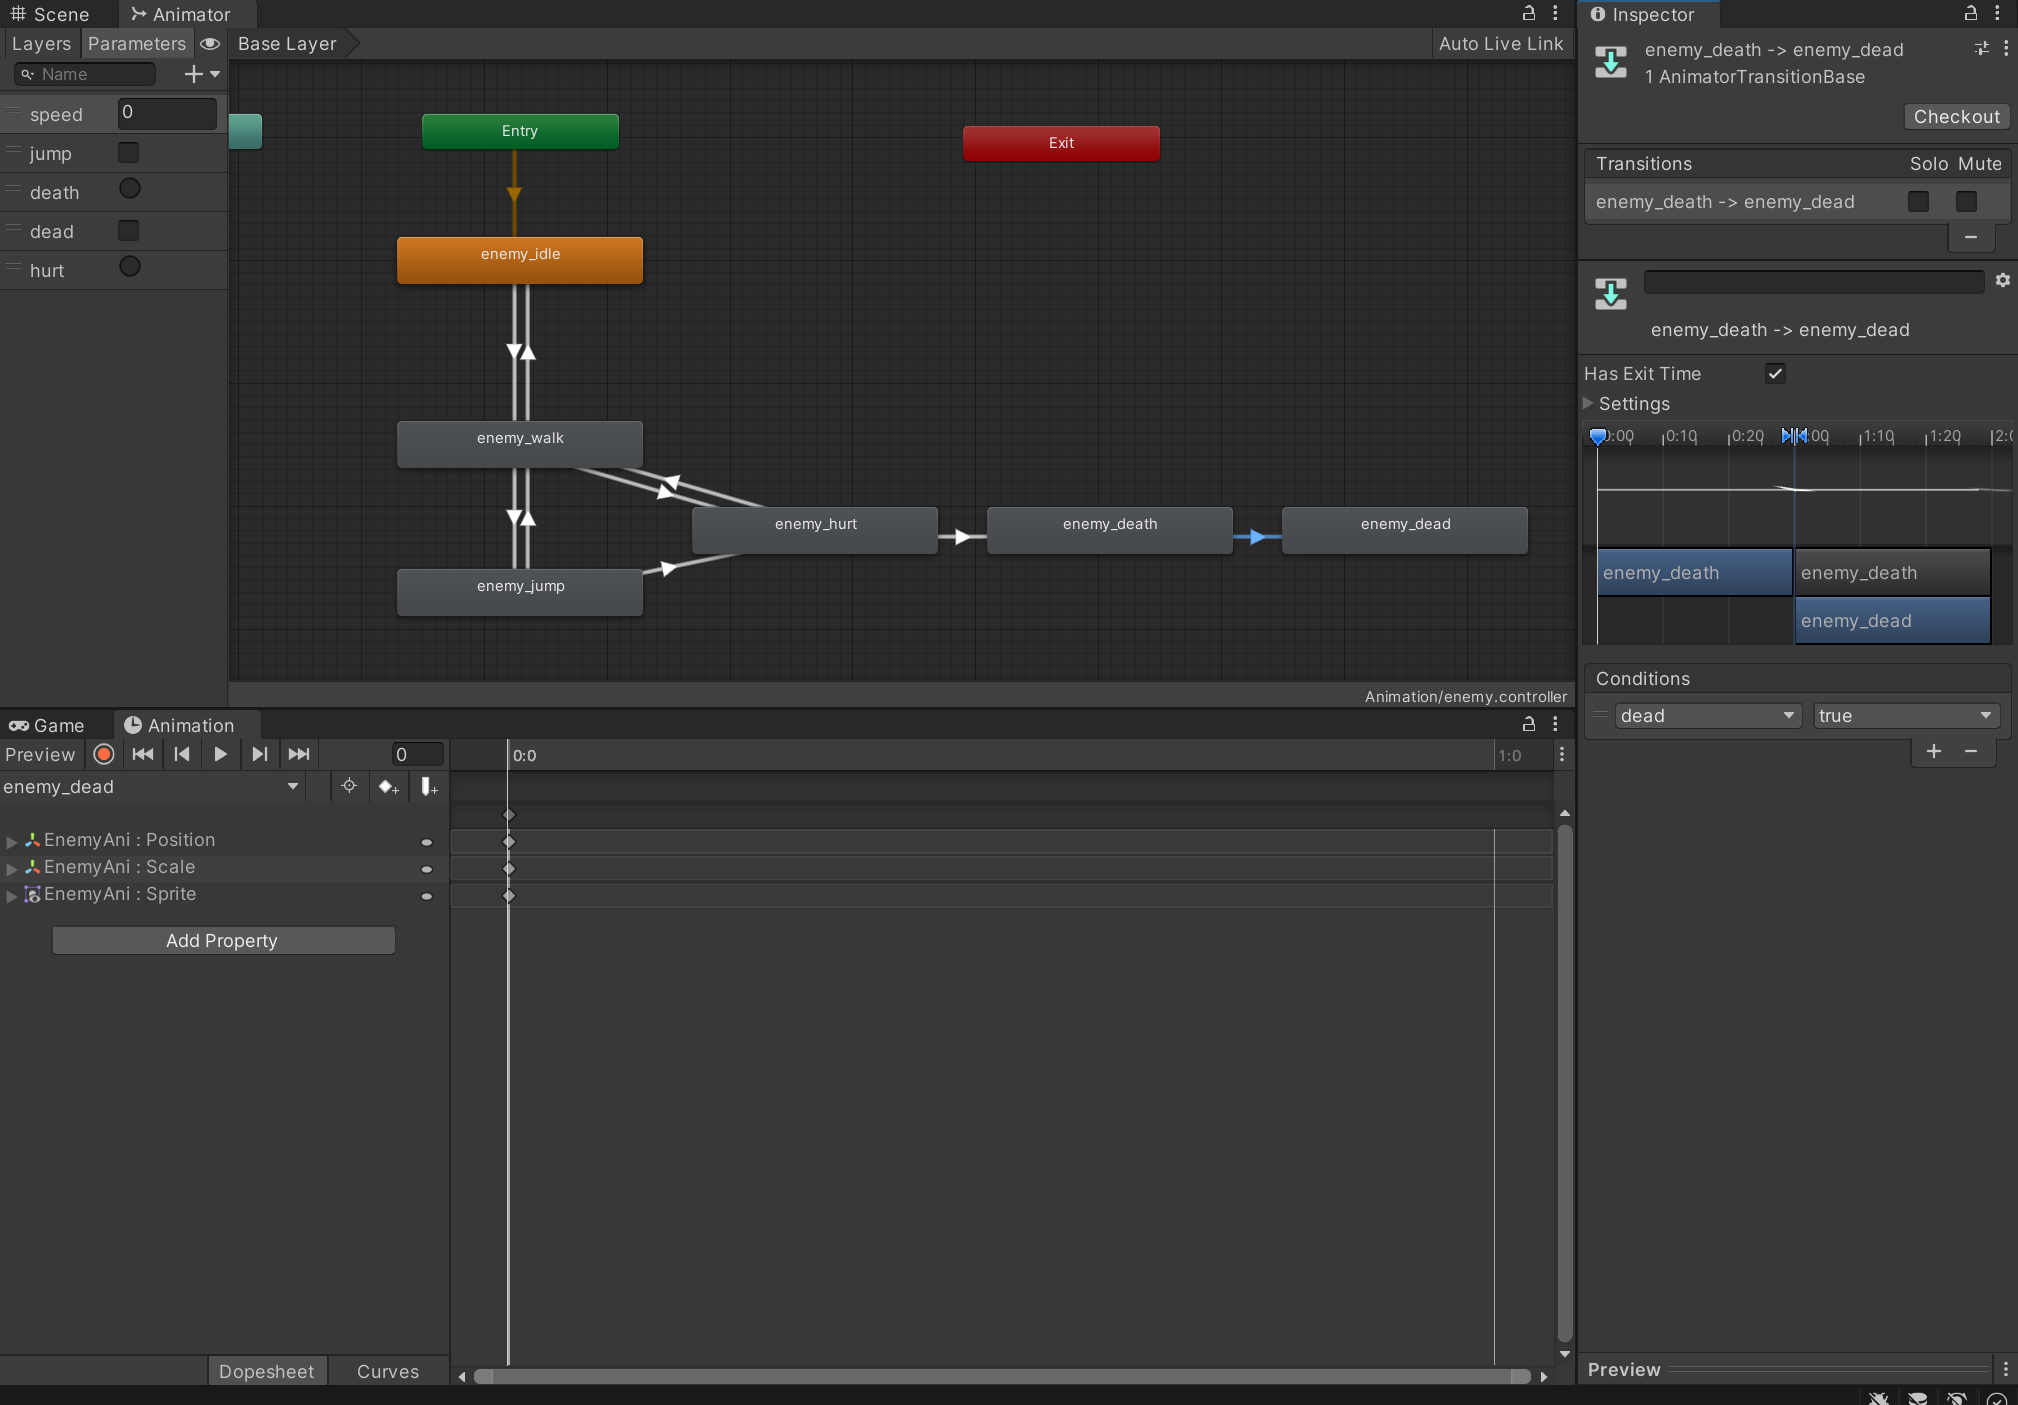 Scene
Animator
Layers
Parameters
Base Layer
Auto Live Link
Name
speed
0
jump
death
dead
hurt
Entry
Exit
enemy_idle
enemy_walk
enemy_hurt
enemy_death
enemy_dead
enemy_jump
Animation/enemy.controller
Game
Animation
Preview
0
0:0
1:0
enemy_dead
EnemyAni : Position
EnemyAni : Scale
EnemyAni : Sprite
Add Property
Dopesheet
Curves
Inspector
enemy_death -> enemy_dead
1 AnimatorTransitionBase
Checkout
Transitions
Solo
Mute
enemy_death -> enemy_dead
enemy_death -> enemy_dead
Has Exit Time
Settings
:00
0:10
0:20
:00
1:10
1:20
2:0
enemy_death
enemy_death
enemy_dead
Conditions
dead
true
Preview